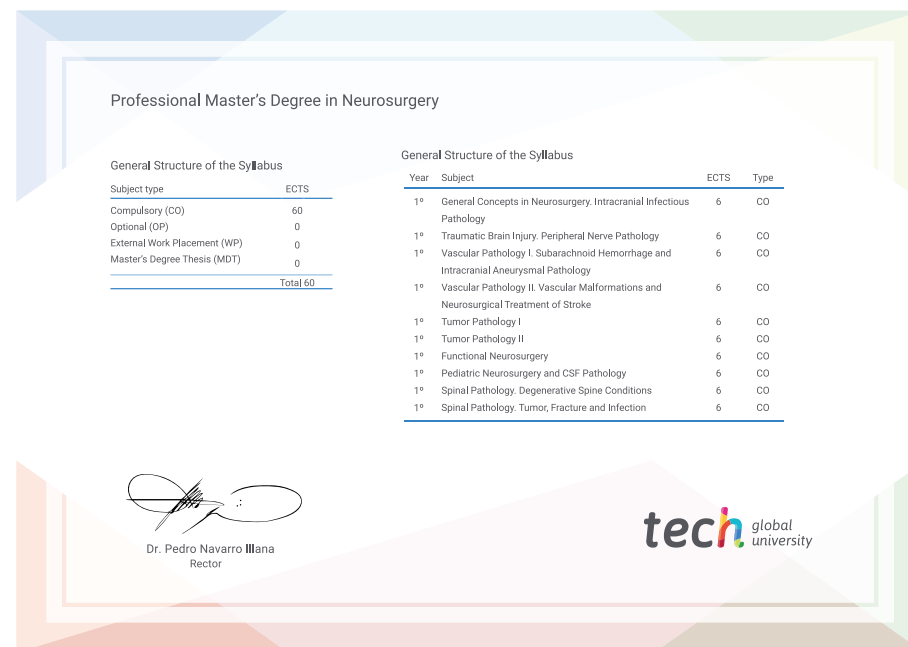 Professional Master's Degree in Neurosurgery
General Structure of the Syllabus
Subject type ECTS
Compulsory (CO) 60
Optional (OP) 0
External Work Placement (WP) 0
Master's Degree Thesis (MDT) 0
Total 60
General Structure of the Syllabus
Year Subject ECTS Type
1º General Concepts in Neurosurgery. Intracranial Infectious 6 CO
Pathology
1º Traumatic Brain Injury. Peripheral Nerve Pathology 6 CO
1º Vascular Pathology I. Subarachnoid Hemorrhage and 6 CO
Intracranial Aneurysmal Pathology
1º Vascular Pathology II. Vascular Malformations and 6 CO
Neurosurgical Treatment of Stroke
1º Tumor Pathology I 6 CO
1º Tumor Pathology II 6 CO
1º Functional Neurosurgery 6 CO
1º Pediatric Neurosurgery and CSF Pathology 6 CO
1º Spinal Pathology. Degenerative Spine Conditions 6 CO
1º Spinal Pathology. Tumor, Fracture and Infection 6 CO
Dr. Pedro Navarro Illana
Rector
tech global
university